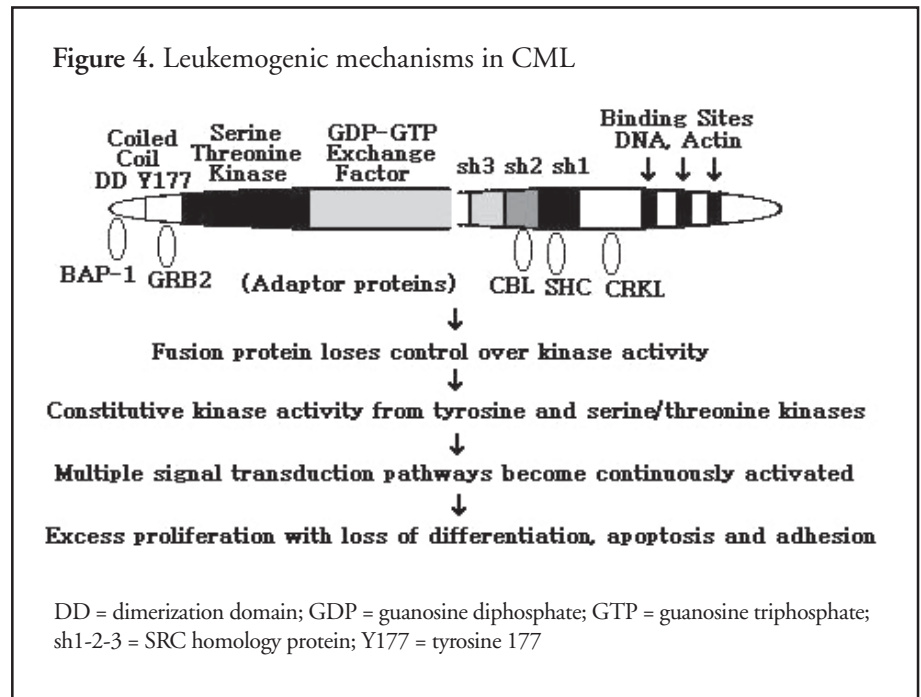 Figure 4. Leukemogenic mechanisms in CML
Coiled Coil
DD Y177
Serine Threonine Kinase
GDP-GTP Exchange Factor
sh3 sh2 sh1
Binding Sites
DNA, Actin
BAP-1 GRB2 (Adaptor proteins) CBL SHC CRKL
Fusion protein loses control over kinase activity
Constitutive kinase activity from tyrosine and serine/threonine kinases
Multiple signal transduction pathways become continuously activated
Excess proliferation with loss of differentiation, apoptosis and adhesion
DD = dimerization domain; GDP = guanosine diphosphate; GTP = guanosine triphosphate;
sh1-2-3 = SRC homology protein; Y177 = tyrosine 177